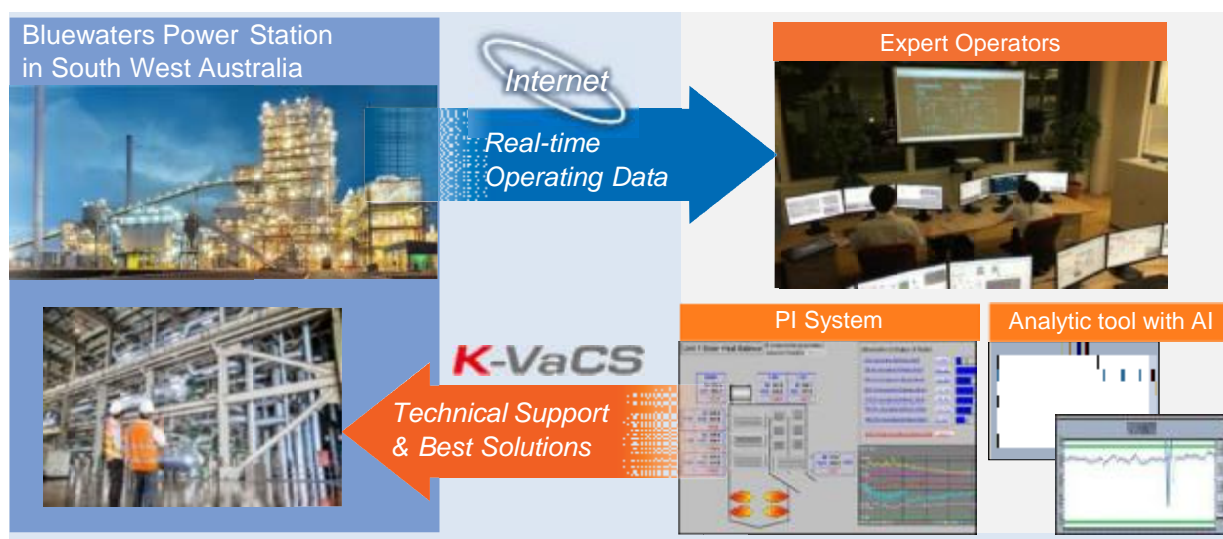 Bluewaters Power Station
in South West Australia
Internet
Real-time
Operating Data
Expert Operators
K-VaCS
Technical Support
& Best Solutions
PI System
Analytic tool with AI